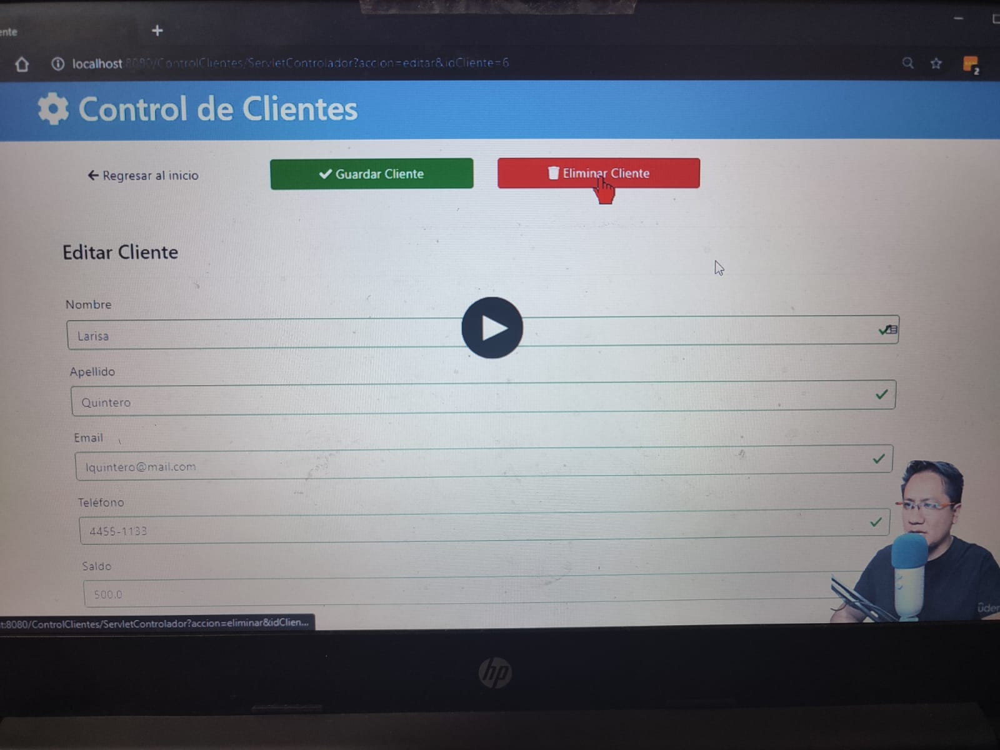 ente +
localhost:8080/ControlClientes/ServletControlador?accion=editar&idCliente=6
2
Control de Clientes
Regresar al inicio
Guardar Cliente
Eliminar Cliente
Editar Cliente
Nombre
Larisa
Apellido
Quintero
Email
lquintero@mail.com
Teléfono
4455-1133
Saldo
500.0
t:8080/ControlClientes/ServletControlador?accion=eliminar&idClien...
ûder
hp